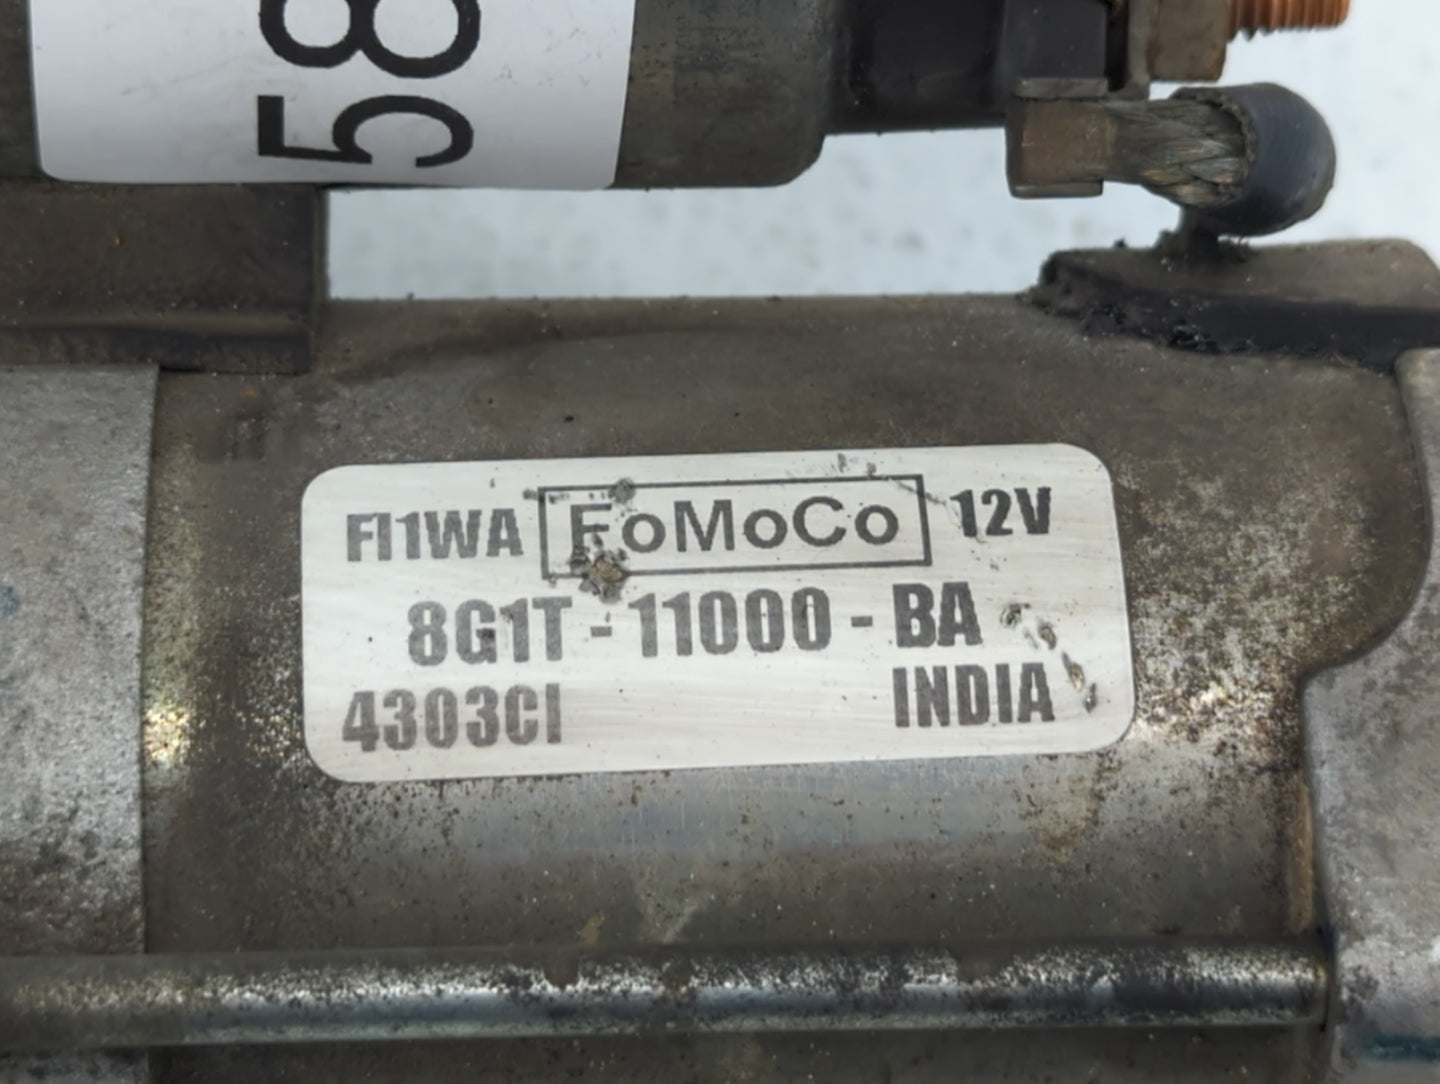 58
FI1WA FoMoCo 12V
8G1T - 11000 - BA
4303CI INDIA